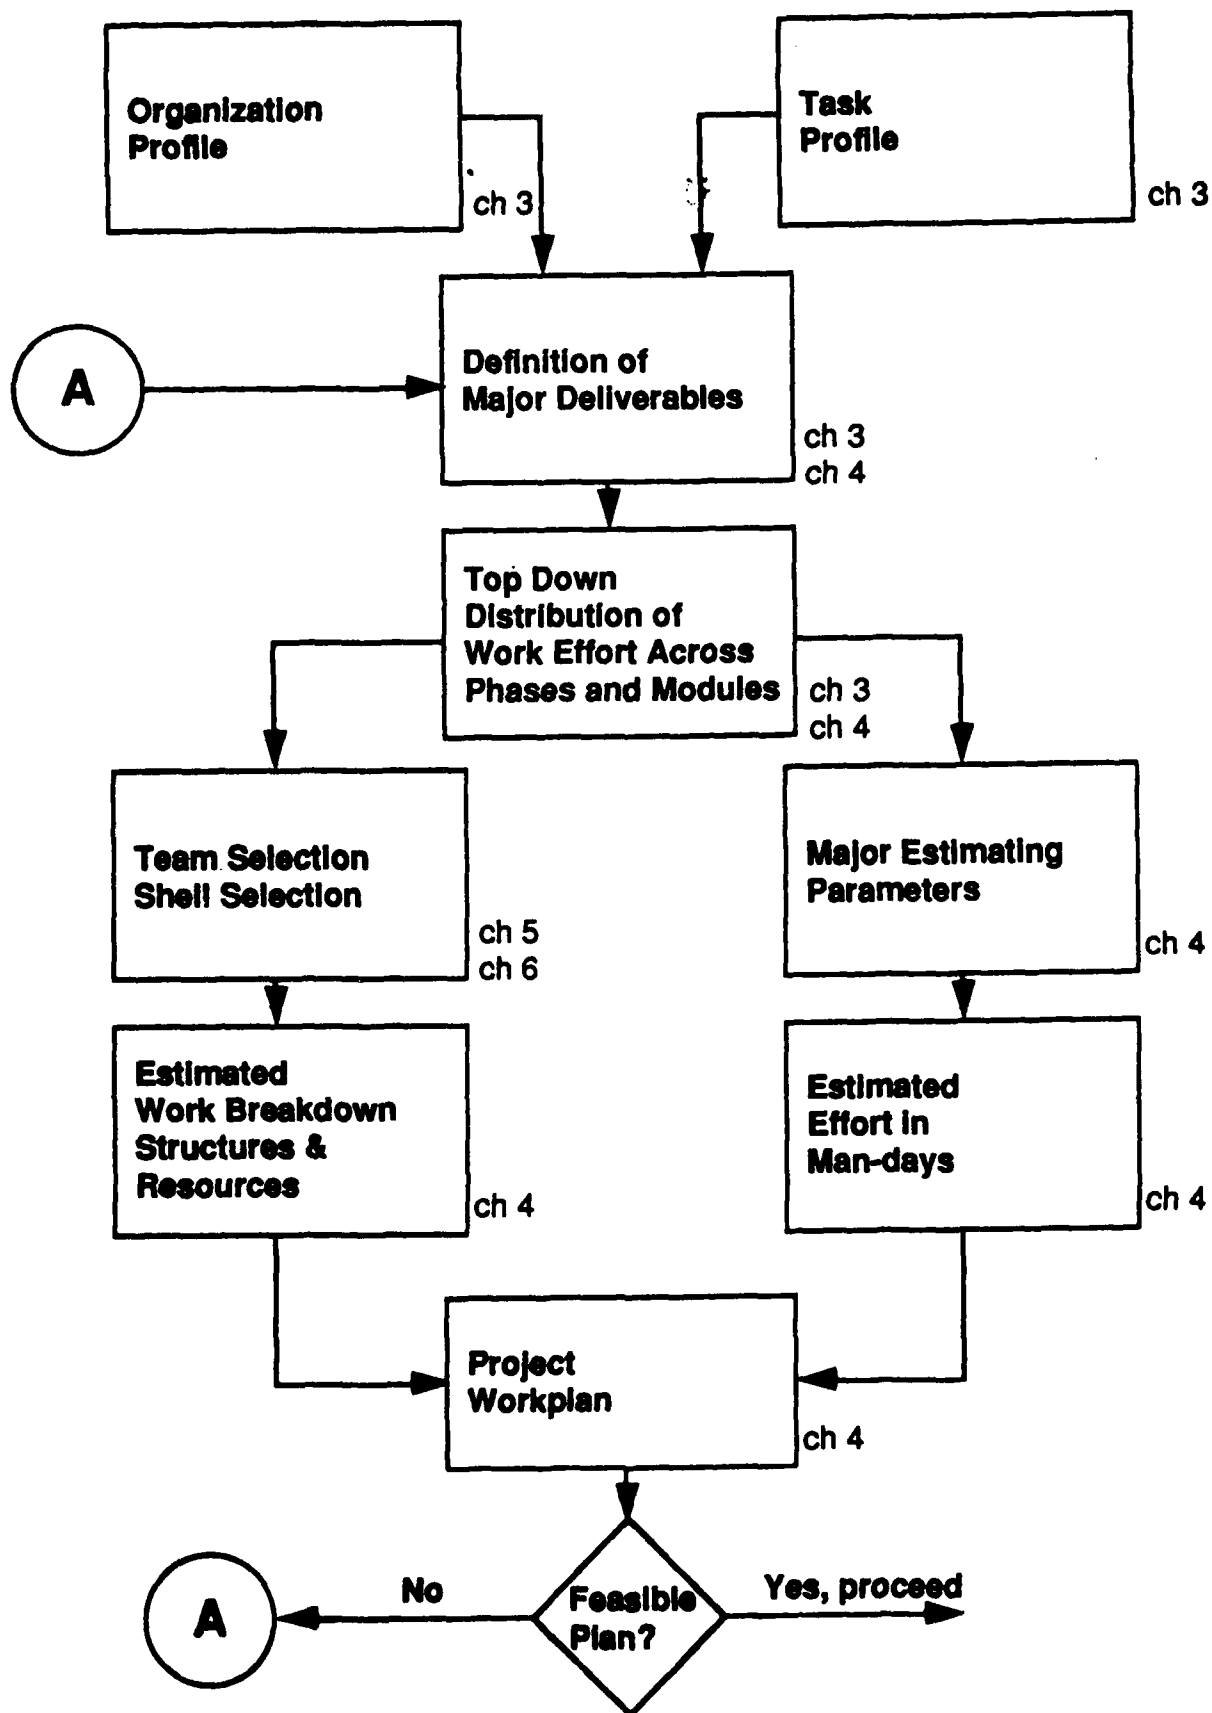 Organization
Profile
ch 3
Task
Profile
ch 3
A
Definition of
Major Deliverables
ch 3
ch 4
Top Down
Distribution of
Work Effort Across
Phases and Modules
ch 3
ch 4
Team Selection
Shell Selection
ch 5
ch 6
Major Estimating
Parameters
ch 4
Estimated
Work Breakdown
Structures &
Resources
ch 4
Estimated
Effort in
Man-days
ch 4
Project
Workplan
ch 4
A
No
Feasible
Plan?
Yes, proceed